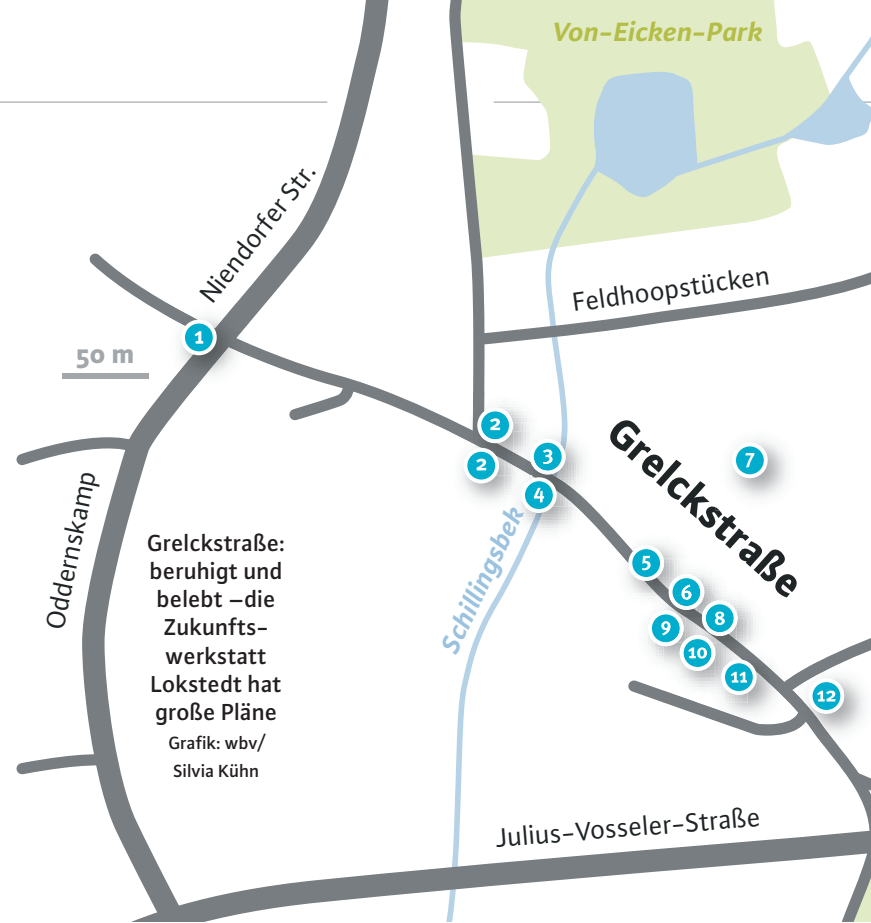 Von-Eicken-Park
Niendorfer Str.
Feldhoopstücken
1
50 m
2
2
3
4
Grelckstraße
7
Oddernskamp
Schillingsbek
Grelckstraße:
beruhigt und
belebt –die
Zukunfts-
werkstatt
Lokstedt hat
große Pläne
Grafik: wbv/
Silvia Kühn
5
6
8
9
10
11
12
Julius-Vosseler-Straße